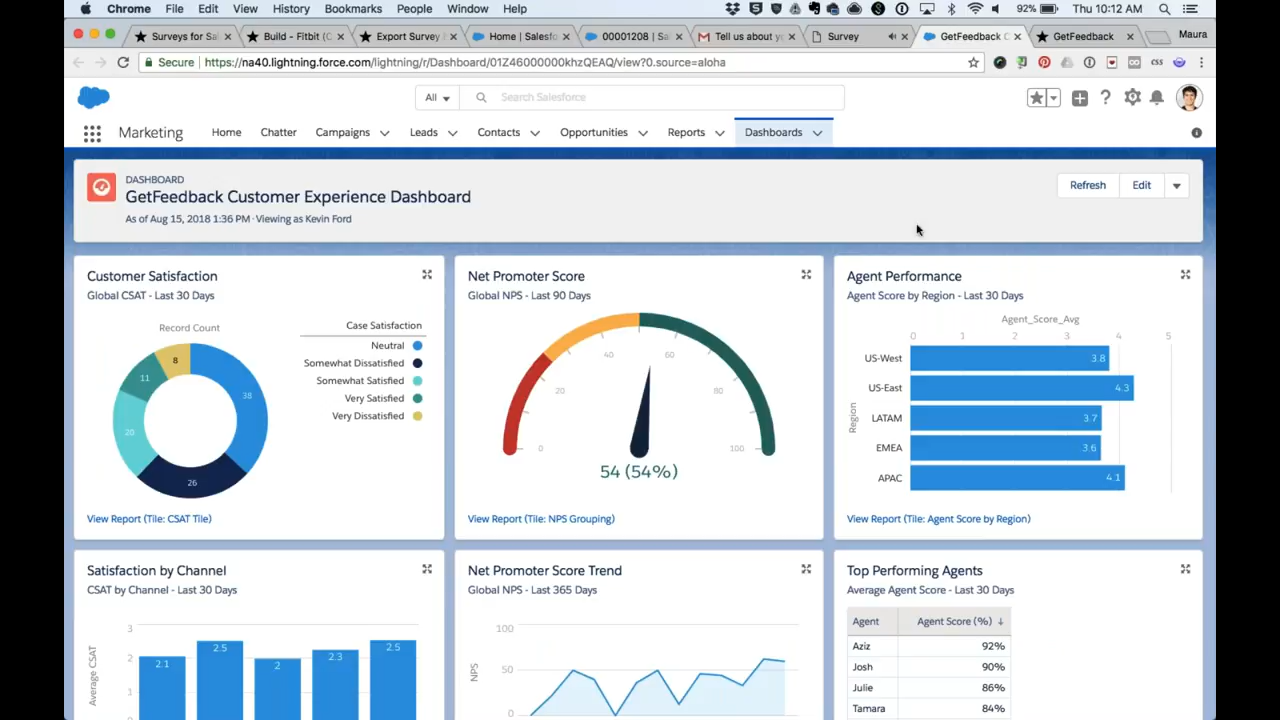 Chrome File Edit View History Bookmarks People Window Help 92% Thu 10:12 AM
Surveys for Sal Build - Fitbit (C Export Survey Home | Salesfo 00001208 | Sa Tell us about yo Survey GetFeedback C GetFeedback Maura
Secure https://na40.lightning.force.com/lightning/r/Dashboard/01Z46000000khzQEAQ/view?0.source=aloha
All Search Salesforce
Marketing Home Chatter Campaigns Leads Contacts Opportunities Reports Dashboards
DASHBOARD
GetFeedback Customer Experience Dashboard
As of Aug 15, 2018 1:36 PM · Viewing as Kevin Ford
Refresh Edit
Customer Satisfaction
Global CSAT - Last 30 Days
Record Count
Case Satisfaction
Neutral
Somewhat Dissatisfied
Somewhat Satisfied
Very Satisfied
Very Dissatisfied
8
11
38
20
26
View Report (Tile: CSAT Tile)
Net Promoter Score
Global NPS - Last 90 Days
40 60
20 80
0 100
54 (54%)
View Report (Tile: NPS Grouping)
Agent Performance
Agent Score by Region - Last 30 Days
Agent_Score_Avg
0 1 2 3 4 5
Region
US-West 3.8
US-East 4.3
LATAM 3.7
EMEA 3.6
APAC 4.1
View Report (Tile: Agent Score by Region)
Satisfaction by Channel
CSAT by Channel - Last 30 Days
Average CSAT
3
2
1
0
2.1 2.5 2 2.3 2.5
Net Promoter Score Trend
Global NPS - Last 365 Days
NPS
100
50
0
Top Performing Agents
Average Agent Score - Last 30 Days
Agent Agent Score (%) ↓
Aziz 92%
Josh 90%
Julie 86%
Tamara 84%